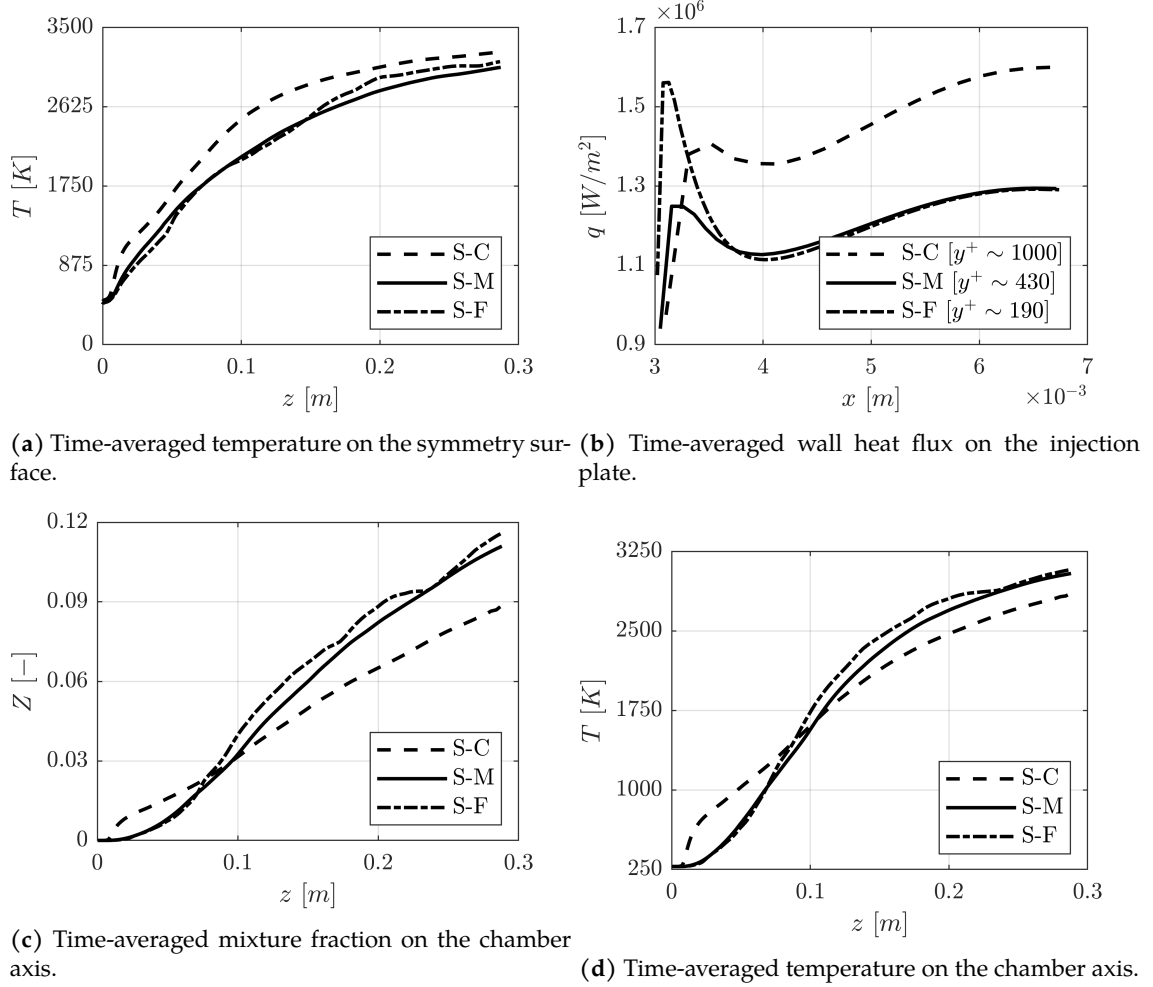 3500
2625
1750
875
0
T [K]
S-C
S-M
S-F
0 0.1 0.2 0.3
z [m]
×10⁶
1.7
1.5
1.3
1.1
0.9
q [W/m²]
S-C [y⁺ ∼ 1000]
S-M [y⁺ ∼ 430]
S-F [y⁺ ∼ 190]
3 4 5 6 7
x [m]
×10⁻³
(a) Time-averaged temperature on the symmetry sur-
face.
(b) Time-averaged wall heat flux on the injection
plate.
0.12
0.09
0.06
0.03
0
Z [−]
S-C
S-M
S-F
0 0.1 0.2 0.3
z [m]
3250
2500
1750
1000
250
T [K]
S-C
S-M
S-F
0 0.1 0.2 0.3
z [m]
(c) Time-averaged mixture fraction on the chamber
axis.
(d) Time-averaged temperature on the chamber axis.